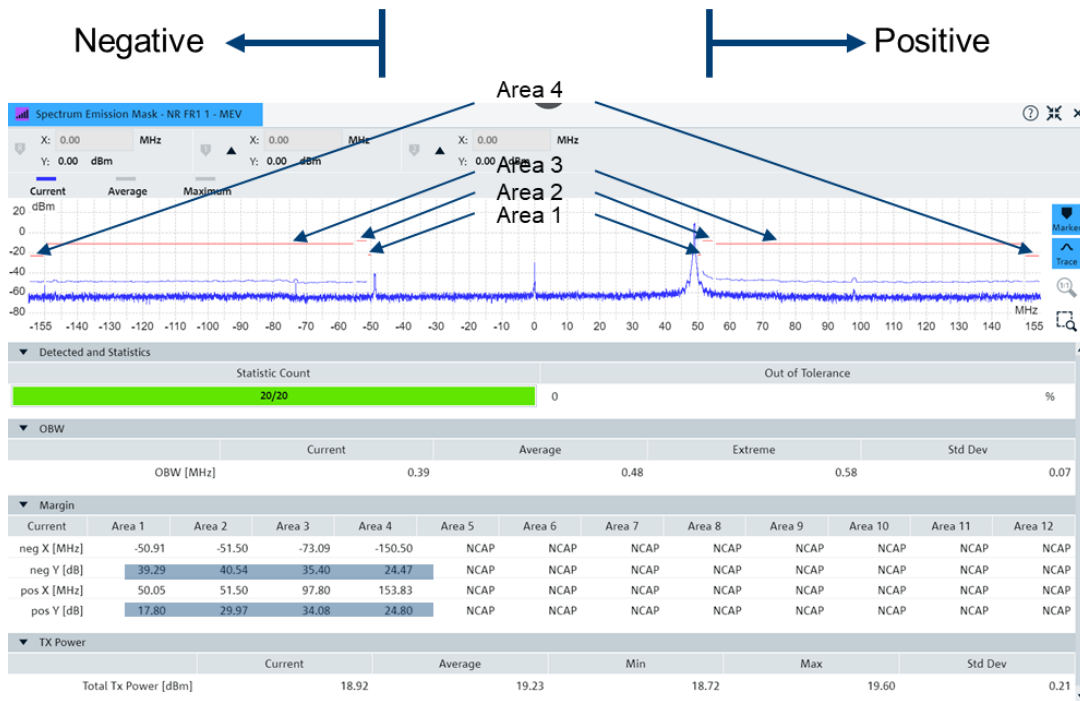 Negative Positive
Area 4
Spectrum Emission Mask - NR FR1 1 - MEV
X: 0.00 MHz X: 0.00 MHz X: 0.00 MHz
Y: 0.00 dBm Y: 0.00 dBm Y: 0.00 dBm
Area 3
Current Average Maximum
Area 2
Area 1
dBm
20
0
-20
-40
-60
-80
Marker
Trace
1:1
MHz
-155 -140 -130 -120 -110 -100 -90 -80 -70 -60 -50 -40 -30 -20 -10 0 10 20 30 40 50 60 70 80 90 100 110 120 130 140 155
Detected and Statistics
Statistic Count Out of Tolerance
20/20 0 %
OBW
Current Average Extreme Std Dev
OBW [MHz] 0.39 0.48 0.58 0.07
Margin
Current Area 1 Area 2 Area 3 Area 4 Area 5 Area 6 Area 7 Area 8 Area 9 Area 10 Area 11 Area 12
neg X [MHz] -50.91 -51.50 -73.09 -150.50 NCAP NCAP NCAP NCAP NCAP NCAP NCAP NCAP
neg Y [dB] 39.29 40.54 35.40 24.47 NCAP NCAP NCAP NCAP NCAP NCAP NCAP NCAP
pos X [MHz] 50.05 51.50 97.80 153.83 NCAP NCAP NCAP NCAP NCAP NCAP NCAP NCAP
pos Y [dB] 17.80 29.97 34.08 24.80 NCAP NCAP NCAP NCAP NCAP NCAP NCAP NCAP
TX Power
Current Average Min Max Std Dev
Total Tx Power [dBm] 18.92 19.23 18.72 19.60 0.21